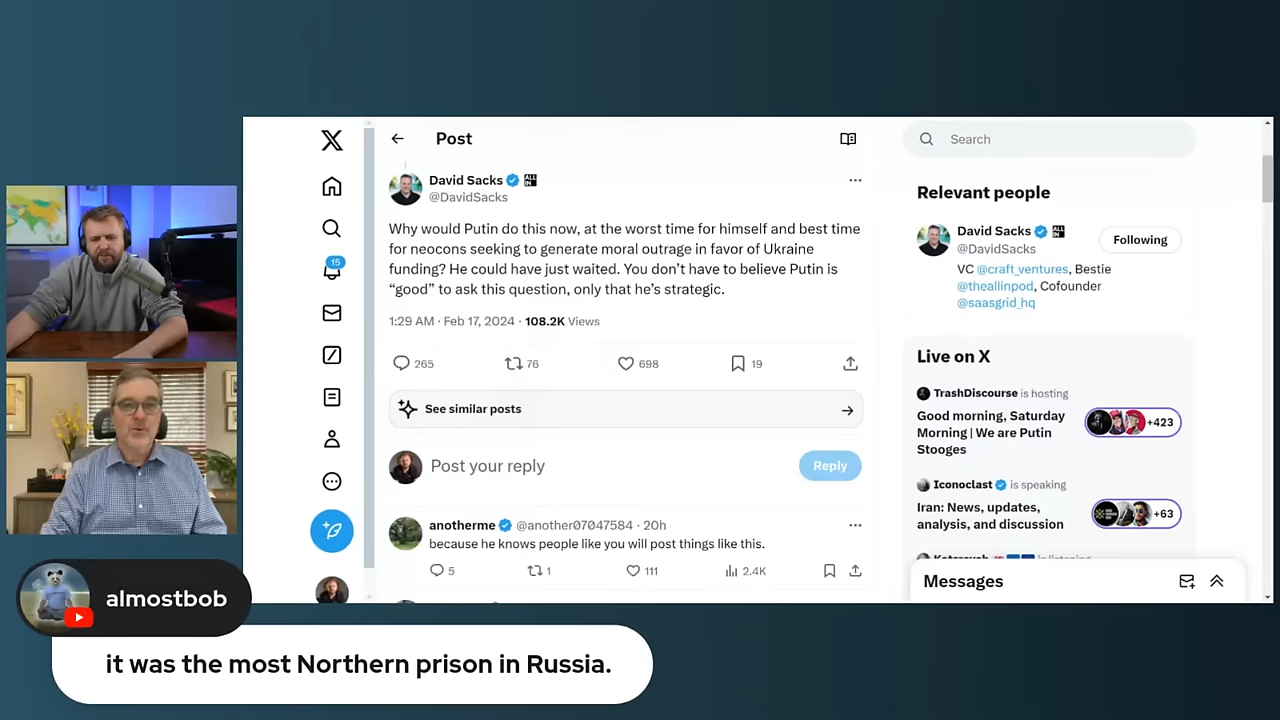 Post
Search
David Sacks
@DavidSacks
Why would Putin do this now, at the worst time for himself and best time
for neocons seeking to generate moral outrage in favor of Ukraine
funding? He could have just waited. You don’t have to believe Putin is
“good” to ask this question, only that he’s strategic.
1:29 AM · Feb 17, 2024 · 108.2K Views
265 76 698 19
See similar posts
Post your reply
Reply
anotherme @another07047584 · 20h
because he knows people like you will post things like this.
5 1 111 2.4K
15
Relevant people
David Sacks
@DavidSacks
Following
VC @craft_ventures, Bestie
@theallinpod, Cofounder
@saasgrid_hq
Live on X
TrashDiscourse is hosting
Good morning, Saturday
Morning | We are Putin
Stooges
+423
Iconoclast is speaking
Iran: News, updates,
analysis, and discussion
+63
Messages
almostbob
it was the most Northern prison in Russia.